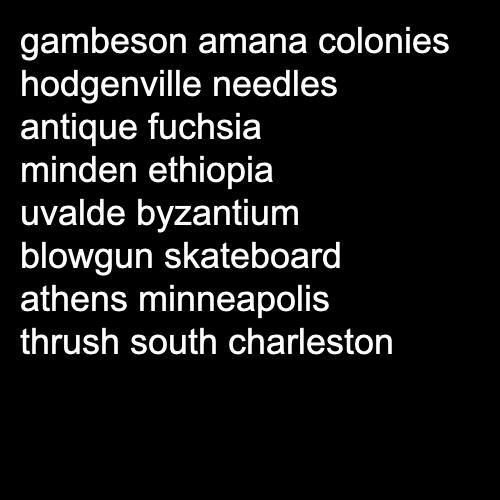 gambeson amana colonies
hodgenville needles
antique fuchsia
minden ethiopia
uvalde byzantium
blowgun skateboard
athens minneapolis
thrush south charleston